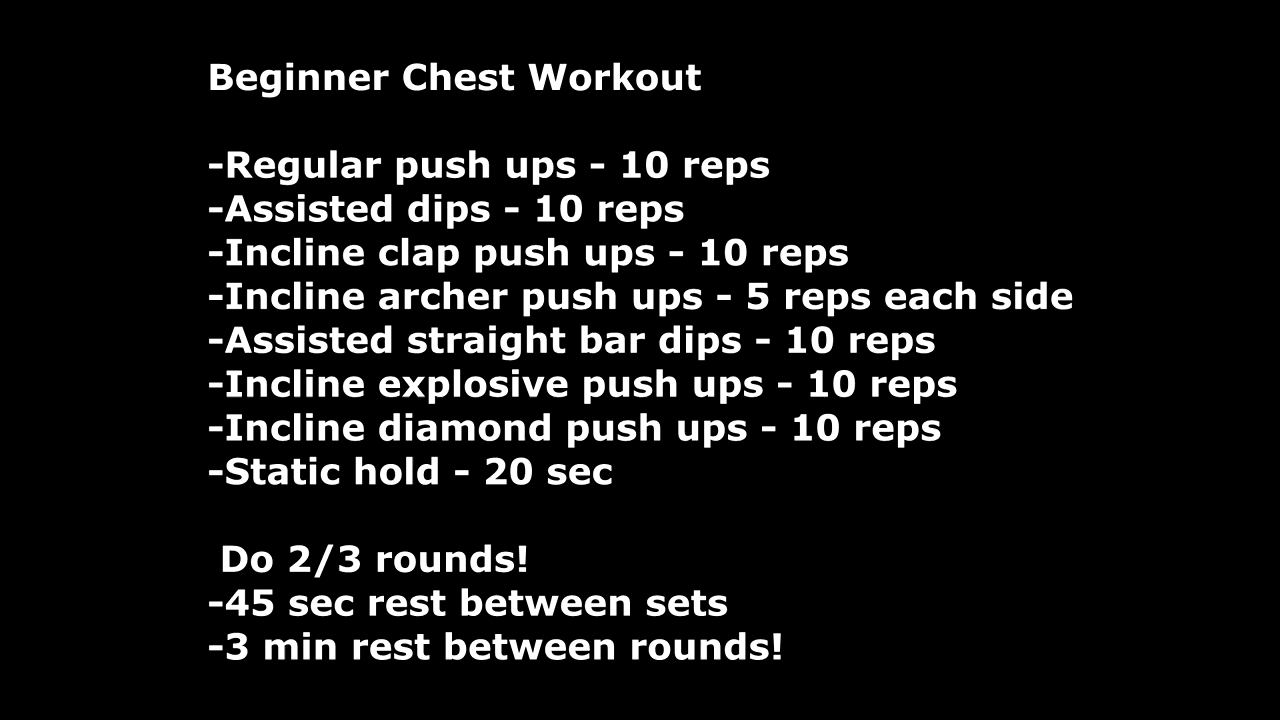 Beginner Chest Workout
-Regular push ups - 10 reps
-Assisted dips - 10 reps
-Incline clap push ups - 10 reps
-Incline archer push ups - 5 reps each side
-Assisted straight bar dips - 10 reps
-Incline explosive push ups - 10 reps
-Incline diamond push ups - 10 reps
-Static hold - 20 sec
Do 2/3 rounds!
-45 sec rest between sets
-3 min rest between rounds!